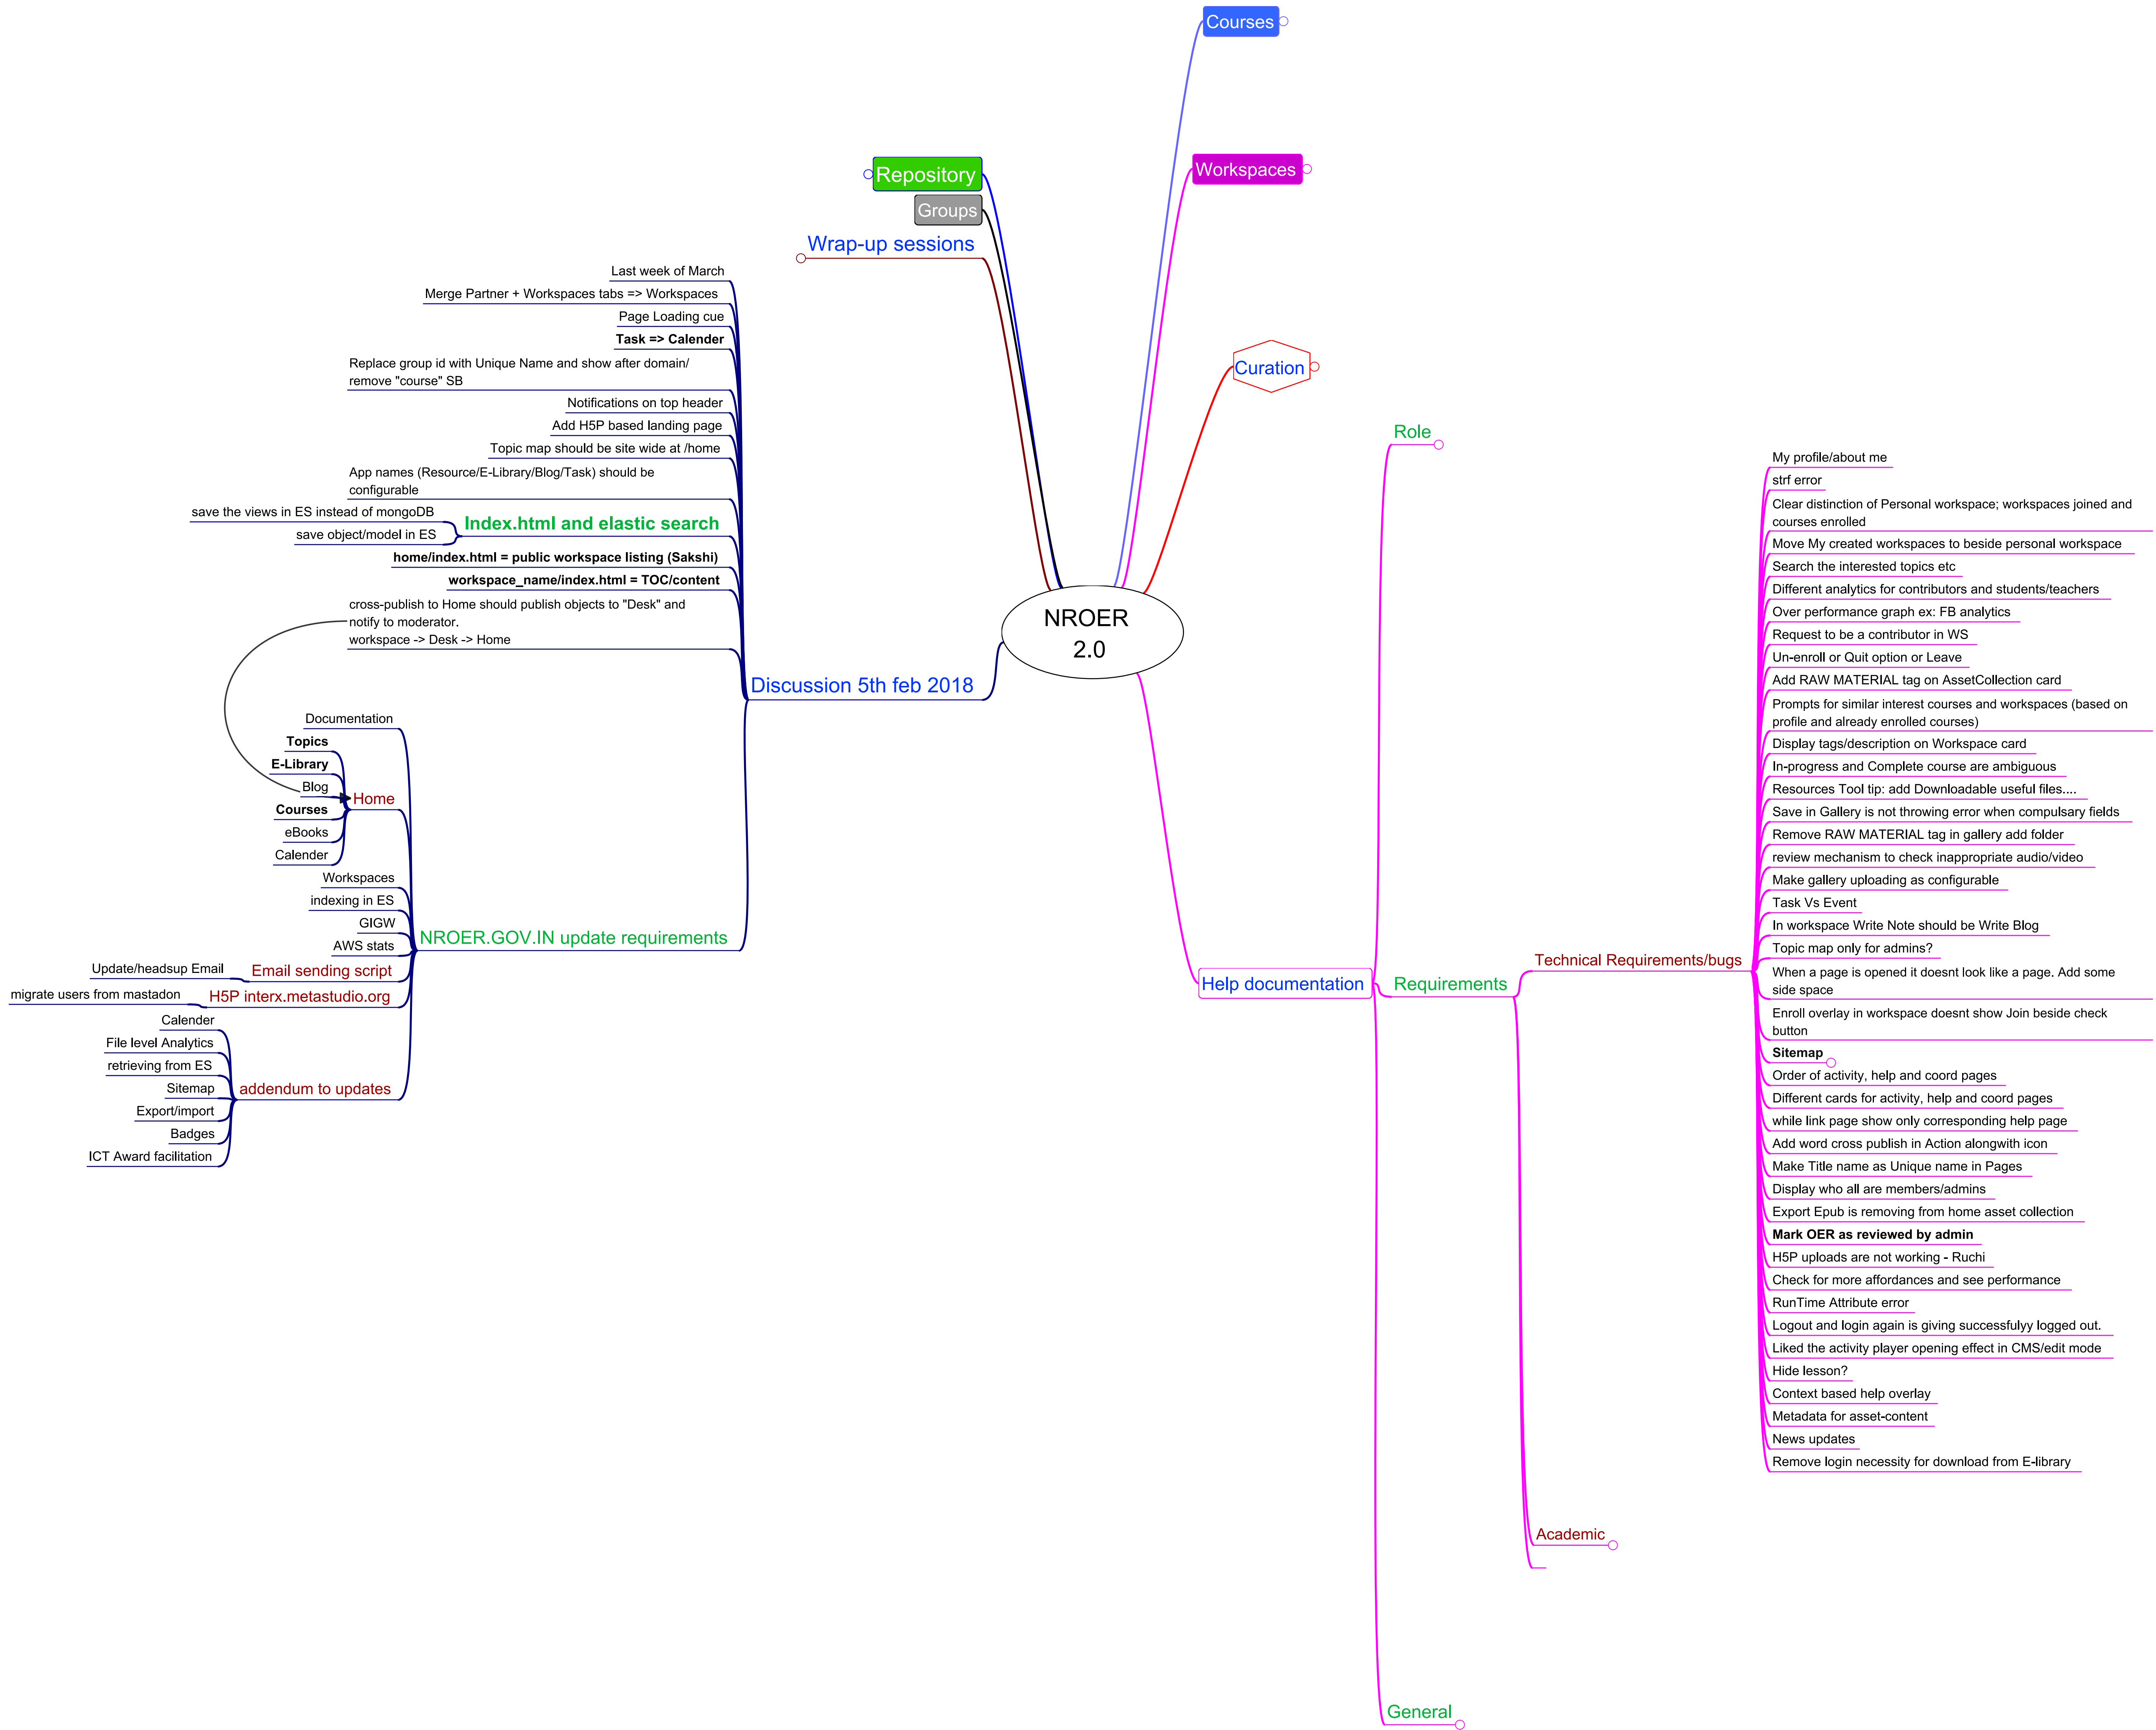 NROER
2.0
Courses
Workspaces
Curation
Repository
Groups
Wrap-up sessions
Discussion 5th feb 2018
Last week of March
Merge Partner + Workspaces tabs => Workspaces
Page Loading cue
Task => Calender
Replace group id with Unique Name and show after domain/
remove "course" SB
Notifications on top header
Add H5P based landing page
Topic map should be site wide at /home
App names (Resource/E-Library/Blog/Task) should be
configurable
Index.html and elastic search
save the views in ES instead of mongoDB
save object/model in ES
home/index.html = public workspace listing (Sakshi)
workspace_name/index.html = TOC/content
cross-publish to Home should publish objects to "Desk" and
notify to moderator.
workspace -> Desk -> Home
NROER.GOV.IN update requirements
Documentation
Home
Topics
E-Library
Blog
Courses
eBooks
Calender
Workspaces
indexing in ES
GIGW
AWS stats
Email sending script
Update/headsup Email
H5P interx.metastudio.org
migrate users from mastadon
addendum to updates
Calender
File level Analytics
retrieving from ES
Sitemap
Export/import
Badges
ICT Award facilitation
Help documentation
Role
Requirements
Technical Requirements/bugs
My profile/about me
strf error
Clear distinction of Personal workspace; workspaces joined and
courses enrolled
Move My created workspaces to beside personal workspace
Search the interested topics etc
Different analytics for contributors and students/teachers
Over performance graph ex: FB analytics
Request to be a contributor in WS
Un-enroll or Quit option or Leave
Add RAW MATERIAL tag on AssetCollection card
Prompts for similar interest courses and workspaces (based on
profile and already enrolled courses)
Display tags/description on Workspace card
In-progress and Complete course are ambiguous
Resources Tool tip: add Downloadable useful files....
Save in Gallery is not throwing error when compulsary fields
Remove RAW MATERIAL tag in gallery add folder
review mechanism to check inappropriate audio/video
Make gallery uploading as configurable
Task Vs Event
In workspace Write Note should be Write Blog
Topic map only for admins?
When a page is opened it doesnt look like a page. Add some
side space
Enroll overlay in workspace doesnt show Join beside check
button
Sitemap
Order of activity, help and coord pages
Different cards for activity, help and coord pages
while link page show only corresponding help page
Add word cross publish in Action alongwith icon
Make Title name as Unique name in Pages
Display who all are members/admins
Export Epub is removing from home asset collection
Mark OER as reviewed by admin
H5P uploads are not working - Ruchi
Check for more affordances and see performance
RunTime Attribute error
Logout and login again is giving successfulyy logged out.
Liked the activity player opening effect in CMS/edit mode
Hide lesson?
Context based help overlay
Metadata for asset-content
News updates
Remove login necessity for download from E-library
Academic
General